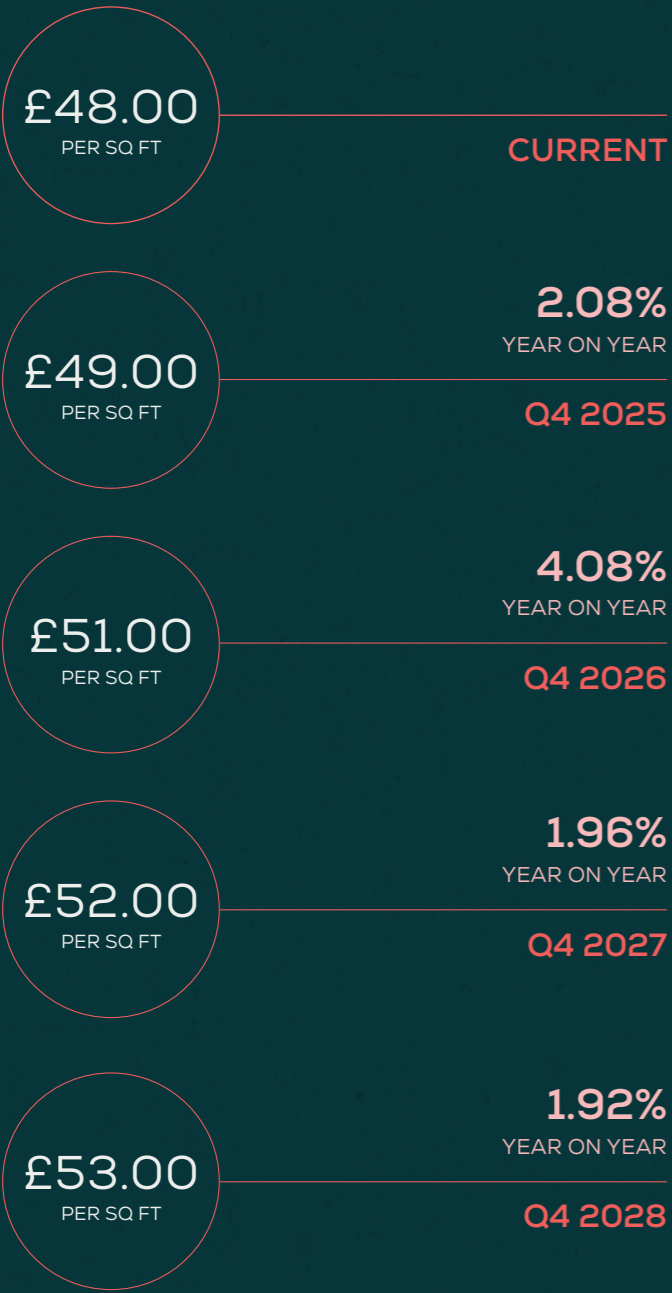 £48.00
PER SQ FT
CURRENT
£49.00
PER SQ FT
2.08%
YEAR ON YEAR
Q4 2025
£51.00
PER SQ FT
4.08%
YEAR ON YEAR
Q4 2026
£52.00
PER SQ FT
1.96%
YEAR ON YEAR
Q4 2027
£53.00
PER SQ FT
1.92%
YEAR ON YEAR
Q4 2028